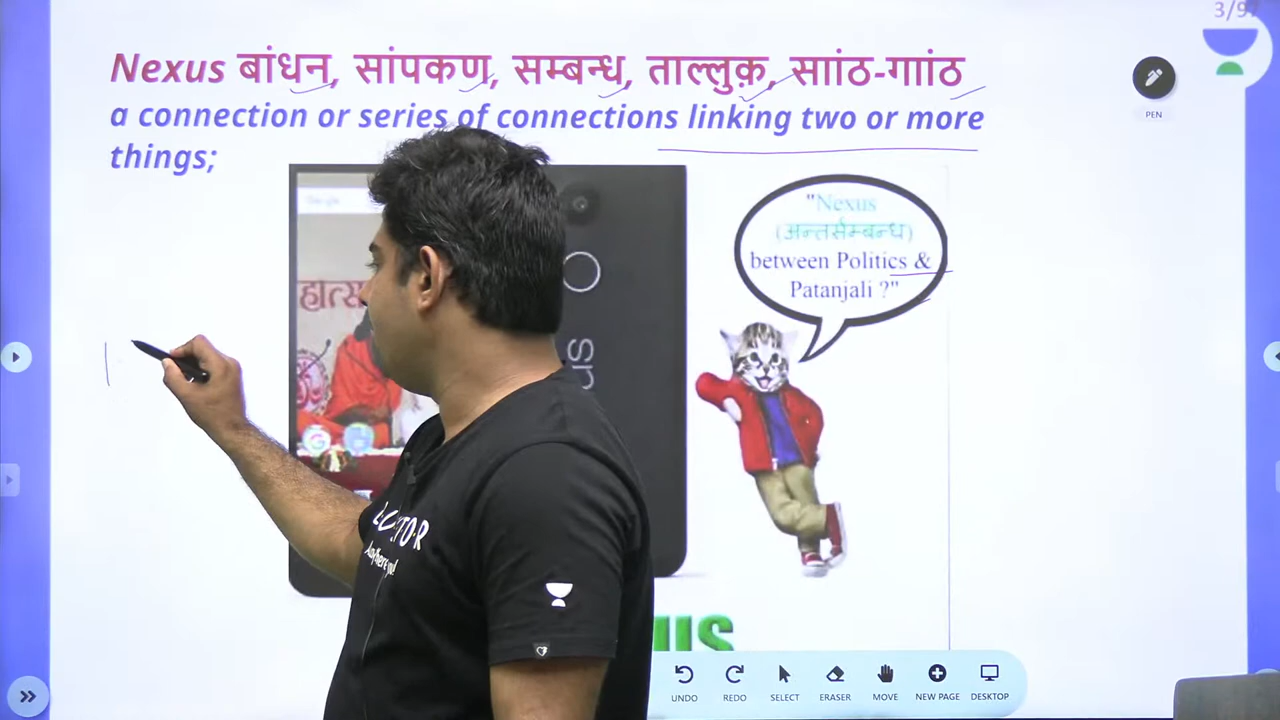 3/97
Nexus बांधन, सांपकण, सम्बन्ध, ताल्लुक़, साांठ-गाांठ
a connection or series of connections linking two or more
things;
PEN
"Nexus
(अन्तर्सम्बन्ध)
between Politics &
Patanjali ?"
UNDO REDO SELECT ERASER MOVE NEW PAGE DESKTOP